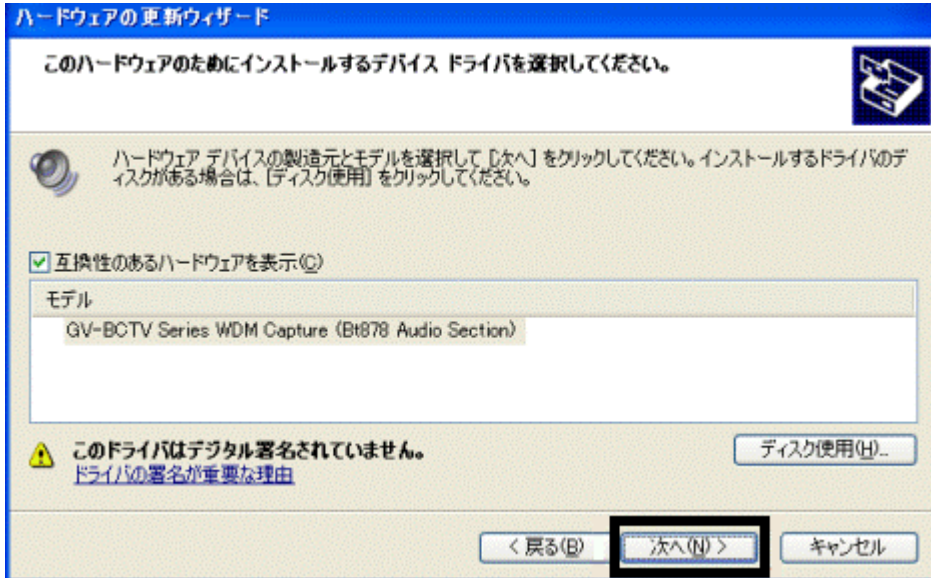 ハードウェアの更新ウィザード
このハードウェアのためにインストールするデバイス ドライバを選択してください。
ハードウェア デバイスの製造元とモデルを選択して [次へ] をクリックしてください。インストールするドライバのデ
ィスクがある場合は、[ディスク使用] をクリックしてください。
互換性のあるハードウェアを表示(C)
モデル
GV-BCTV Series WDM Capture (Bt878 Audio Section)
このドライバはデジタル署名されていません。
ディスク使用(H)...
ドライバの署名が重要な理由
< 戻る(B)
次へ(N) >
キャンセル